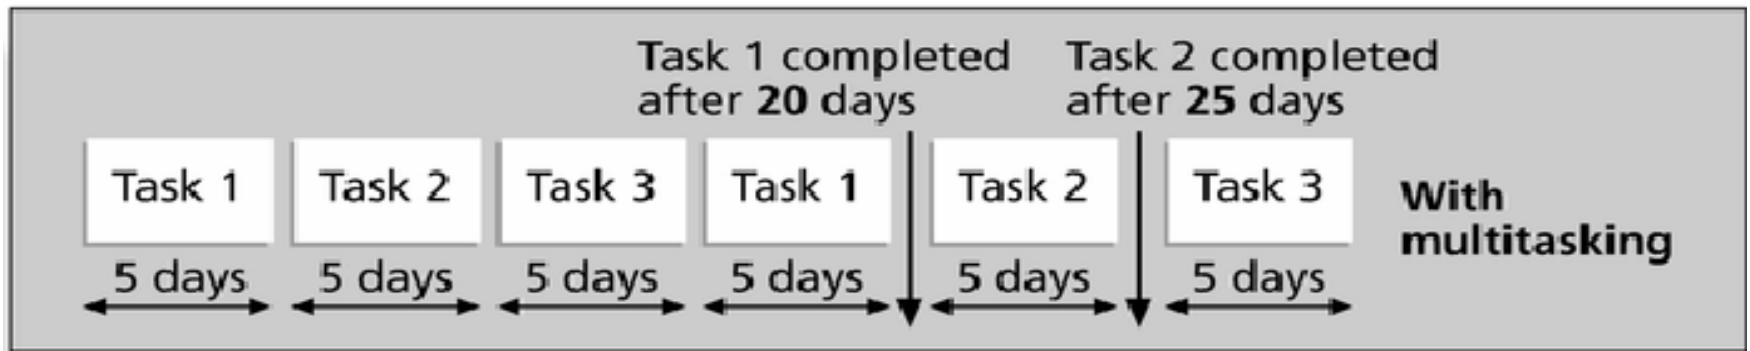 Task 1 completed
after 20 days
Task 2 completed
after 25 days
Task 1
Task 2
Task 3
Task 1
Task 2
Task 3
With
multitasking
5 days
5 days
5 days
5 days
5 days
5 days